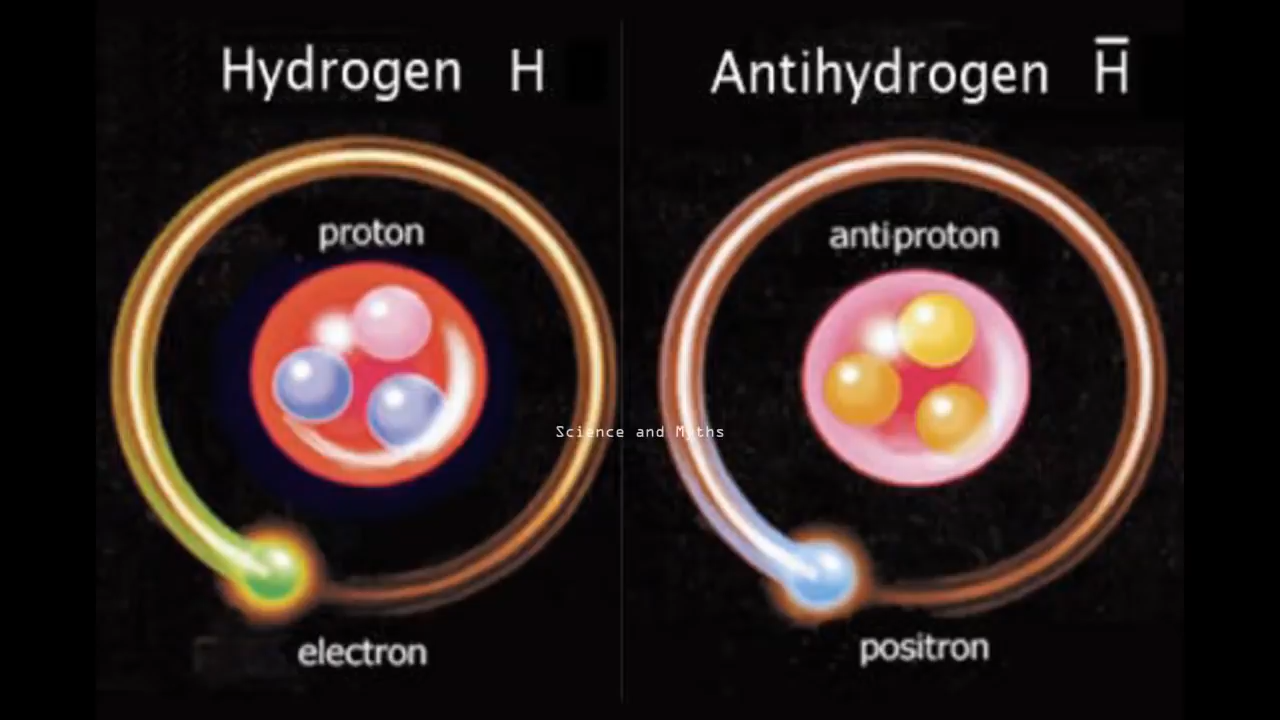 Hydrogen H
Antihydrogen H̅
proton
antiproton
Science and Myths
electron
positron